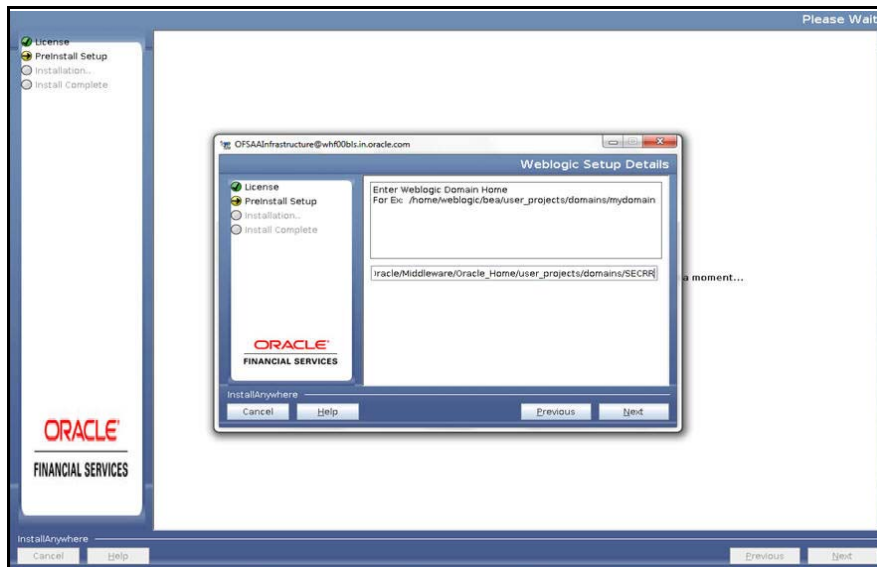 Please Wait
License
PreInstall Setup
Installation...
Install Complete
OFSAAInfrastructure@whf00bls.in.oracle.com
Weblogic Setup Details
License
PreInstall Setup
Installation...
Install Complete
Enter Weblogic Domain Home
For Ex: /home/weblogic/bea/user_projects/domains/mydomain
racle/Middleware/Oracle_Home/user_projects/domains/SECRR
a moment...
ORACLE
FINANCIAL SERVICES
InstallAnywhere
Cancel Help Previous Next
ORACLE
FINANCIAL SERVICES
InstallAnywhere
Cancel Help Previous Next